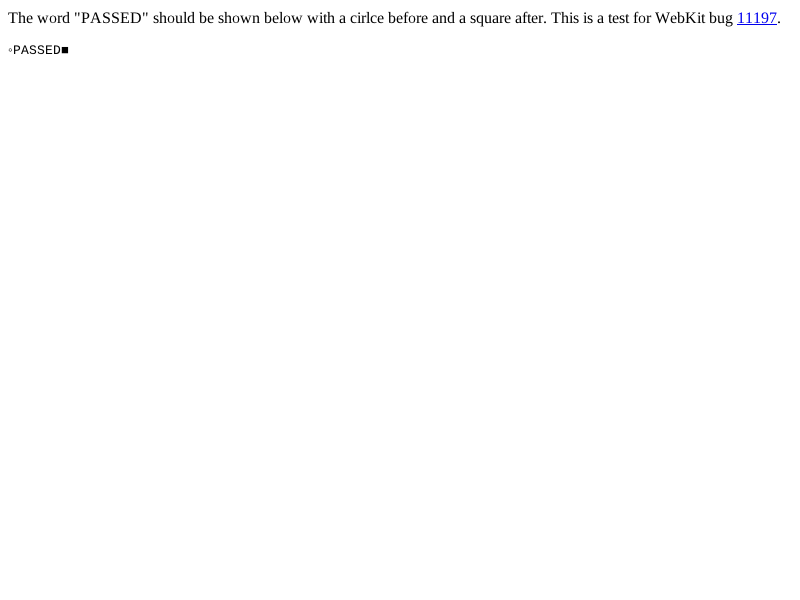 The word "PASSED" should be shown below with a cirlce before and a square after. This is a test for WebKit bug 11197.
◦PASSED■